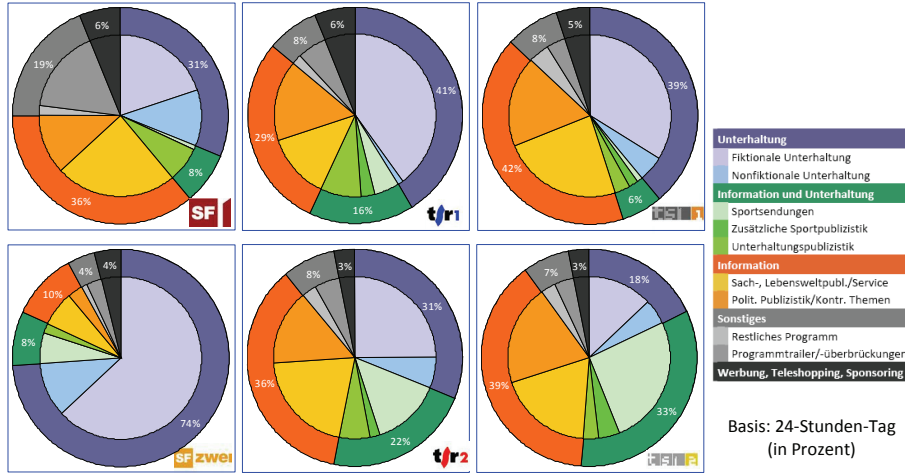 6%
31%
8%
36%
19%
SF 1
6%
41%
16%
29%
8%
tsr1
5%
39%
6%
42%
8%
TSI 1
4%
74%
8%
10%
4%
SF zwei
3%
31%
22%
36%
8%
tsr2
3%
18%
33%
39%
7%
TSI 2
Unterhaltung
Fiktionale Unterhaltung
Nonfiktionale Unterhaltung
Information und Unterhaltung
Sportsendungen
Zusätzliche Sportpublizistik
Unterhaltungspublizistik
Information
Sach-, Lebensweltpubl./Service
Polit. Publizistik/Kontr. Themen
Sonstiges
Restliches Programm
Programmtrailer/-überbrückungen
Werbung, Teleshopping, Sponsoring
Basis: 24-Stunden-Tag
(in Prozent)